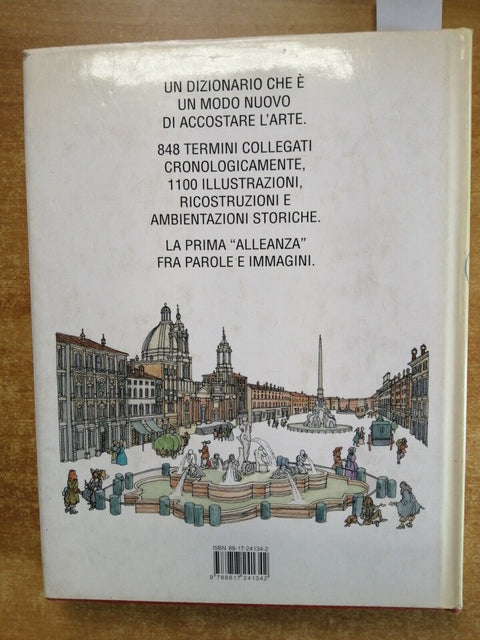 UN DIZIONARIO CHE È
UN MODO NUOVO
DI ACCOSTARE L'ARTE.
848 TERMINI COLLEGATI
CRONOLOGICAMENTE,
1100 ILLUSTRAZIONI,
RICOSTRUZIONI E
AMBIENTAZIONI STORICHE.
LA PRIMA "ALLEANZA"
FRA PAROLE E IMMAGINI.
ISBN 88-17-24134-2
9 788817 241342